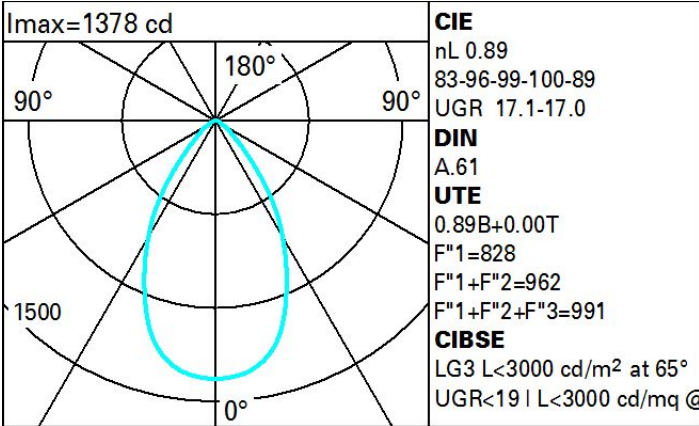 Imax=1378 cd
180°
90°
90°
1500
0°
CIE
nL 0.89
83-96-99-100-89
UGR 17.1-17.0
DIN
A.61
UTE
0.89B+0.00T
F"1=828
F"1+F"2=962
F"1+F"2+F"3=991
CIBSE
LG3 L<3000 cd/m² at 65°
UGR<19 | L<3000 cd/mq @